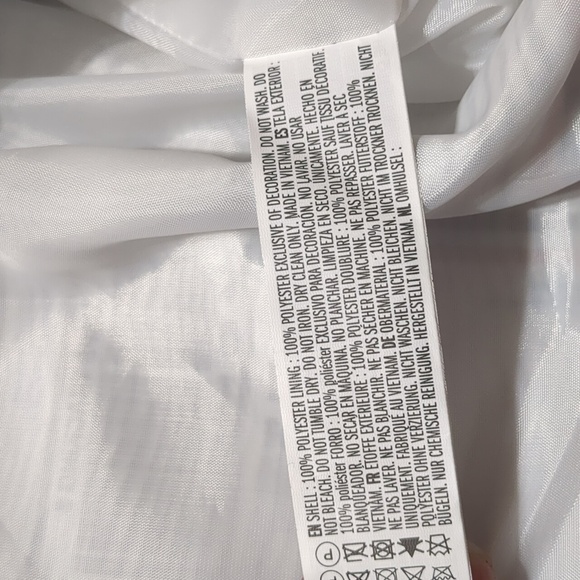 EN SHELL : 100% POLYESTER LINING : 100% POLYESTER EXCLUSIVE OF DECORATION. DO NOT WASH. DO
NOT BLEACH. DO NOT TUMBLE DRY. DO NOT IRON. DRY CLEAN ONLY. MADE IN VIETNAM. ES TELA EXTERIOR :
100% poliéster FORRO : 100% poliéster EXCLUSIVO PARA DECORACIÓN. NO LAVAR. NO USAR
BLANQUEADOR. NO SECAR EN MÁQUINA. NO PLANCHAR. LIMPIEZA EN SECO, ÚNICAMENTE. HECHO EN
VIETNAM. FR ETOFFE EXTERIEURE : 100% POLYESTER DOUBLURE : 100% POLYESTER SAUF TISSU DECORATIF.
NE PAS LAVER. NE PAS BLANCHIR. NE PAS SÉCHER EN MACHINE. NE PAS REPASSER. LAVER À SEC
UNIQUEMENT. FABRIQUE AU VIETNAM. DE OBERMATERIAL : 100% POLYESTER FUTTERSTOFF : 100%
POLYESTER OHNE VERZIERUNG. NICHT WASCHEN. NICHT BLEICHEN. NICHT IM TROCKNER TROCKNEN. NICHT
BÜGELN. NUR CHEMISCHE REINIGUNG. HERGESTELLT IN VIETNAM. NL OMHULSEL :
P